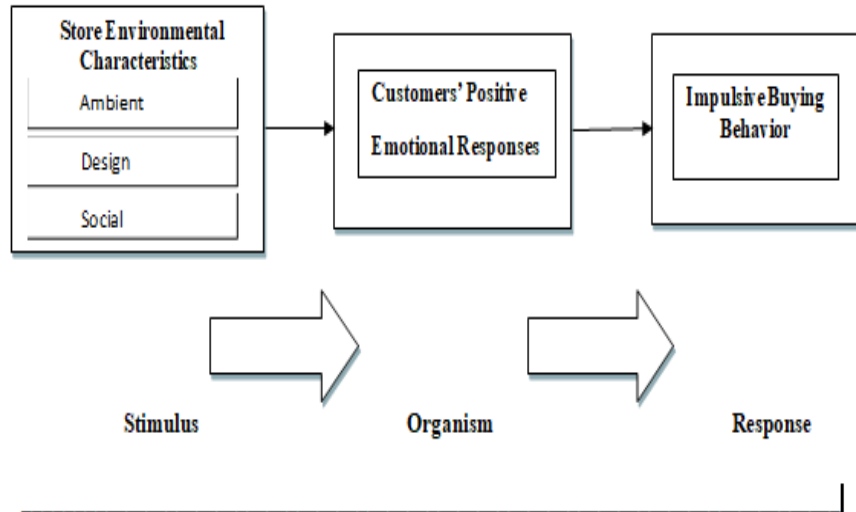 Store Environmental
Characteristics
Ambient
Design
Social
Customers' Positive
Emotional Responses
Impulsive Buying
Behavior
Stimulus
Organism
Response